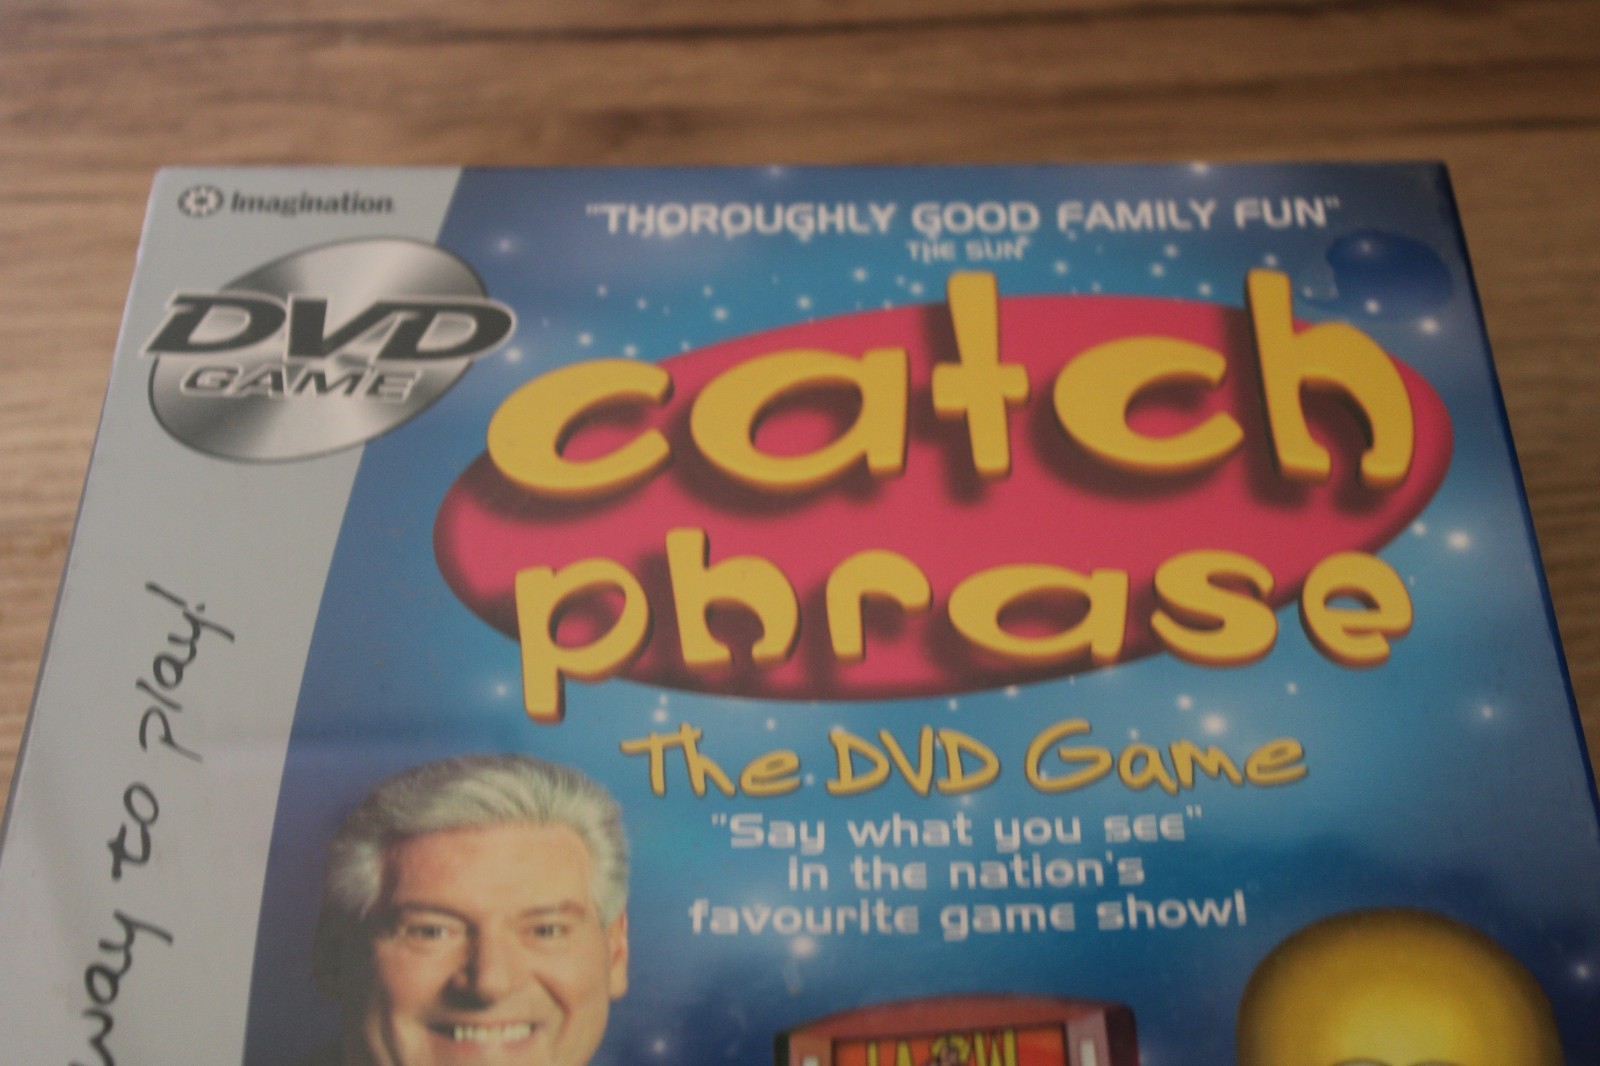 Imagination
"THOROUGHLY GOOD FAMILY FUN"
THE SUN
DVD
GAME
catch
phrase
The DVD Game
"Say what you see"
in the nation's
favourite game show!
way to play!